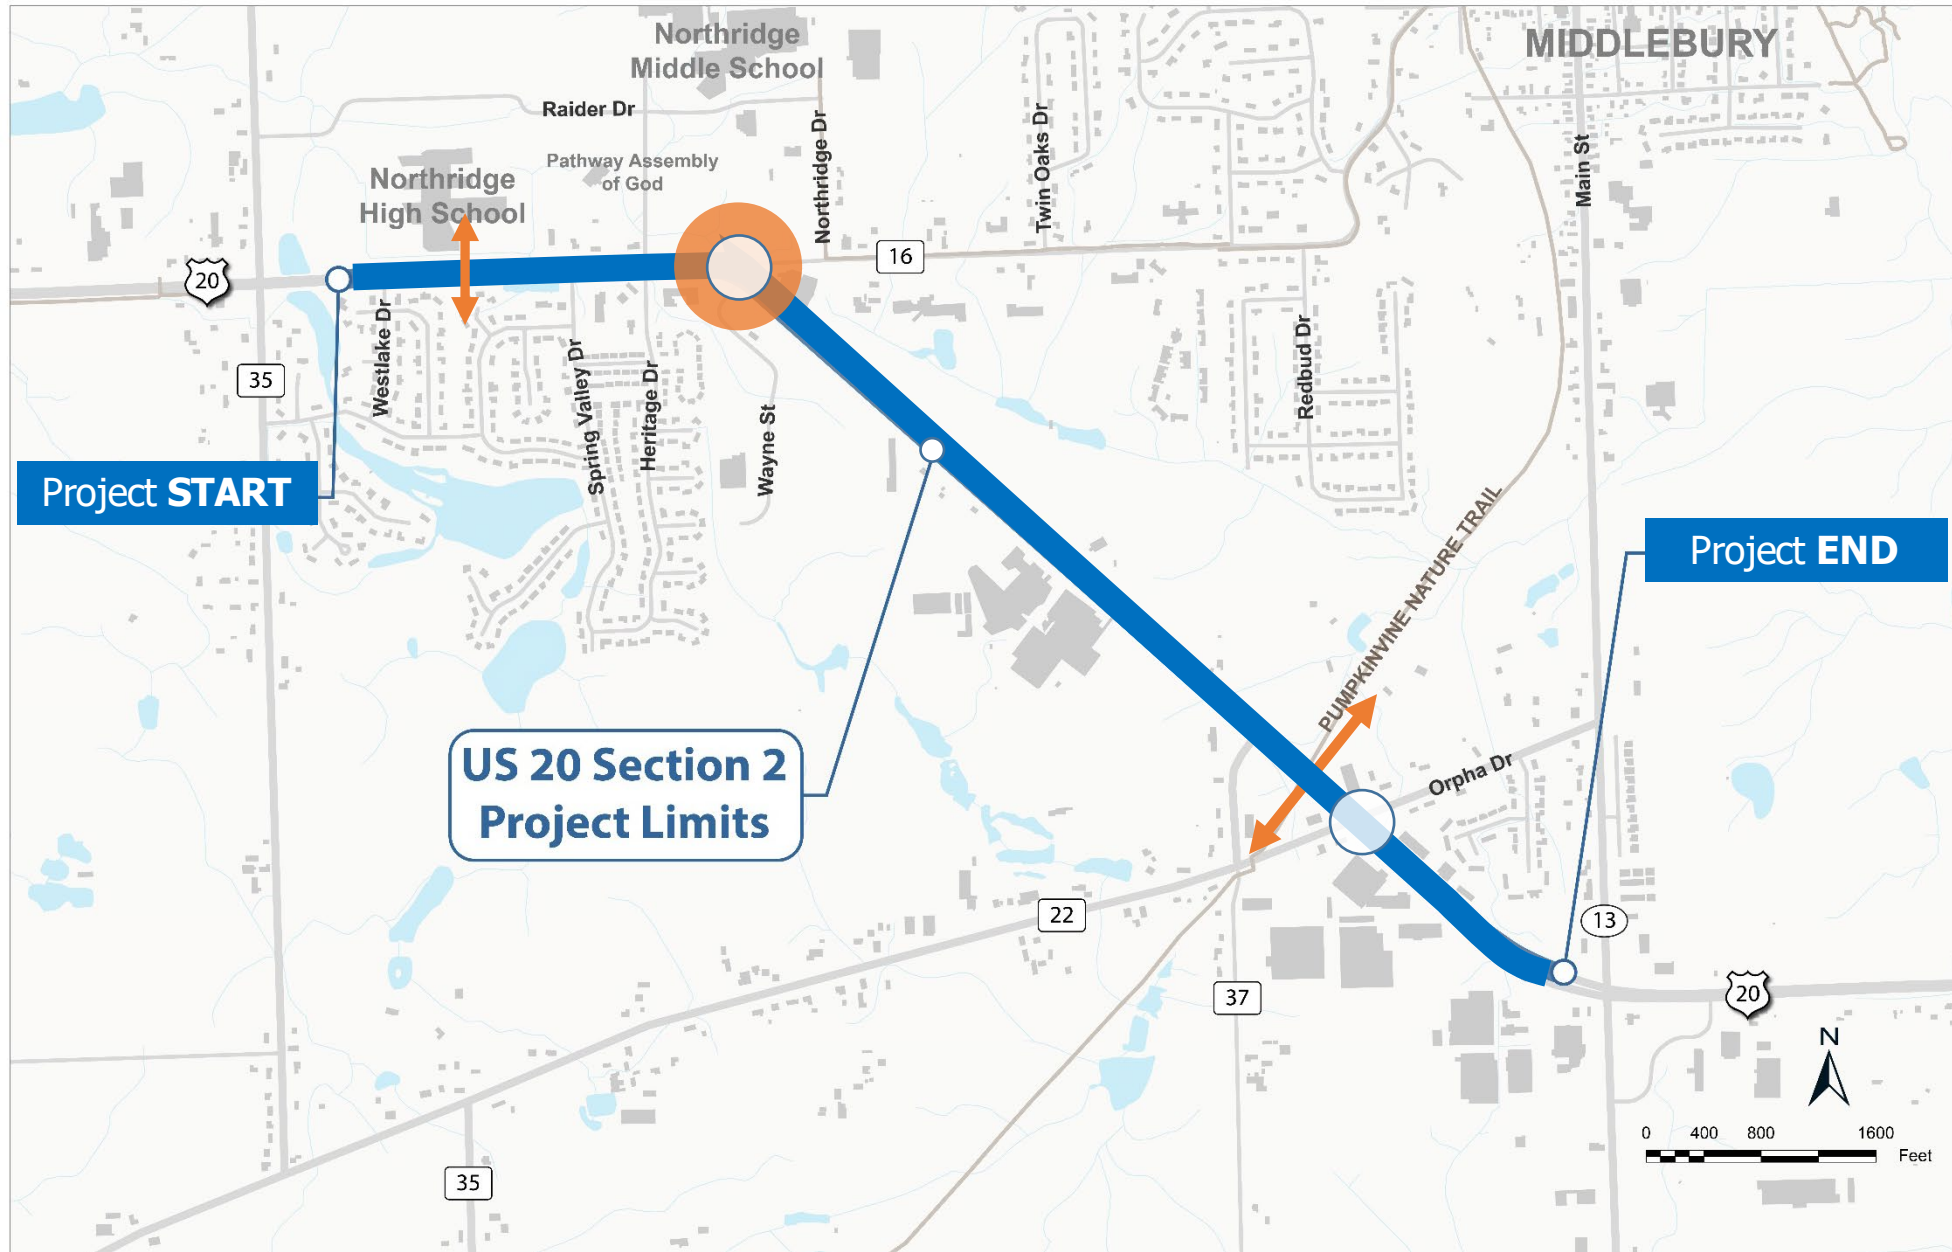 Northridge
Middle School
MIDDLEBURY
Raider Dr
Pathway Assembly
of God
Northridge Dr
Twin Oaks Dr
Main St
Northridge
High School
16
20
35
Westlake Dr
Spring Valley Dr
Heritage Dr
Wayne St
Redbud Dr
Project START
PUMPKINVINE NATURE TRAIL
Project END
US 20 Section 2
Project Limits
Orpha Dr
22
13
37
20
N
0 400 800 1600
Feet
35